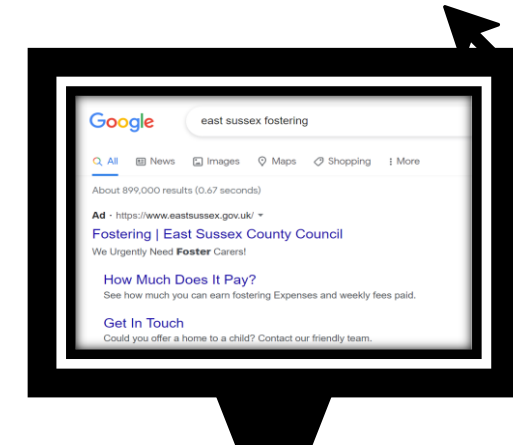 Google east sussex fostering
All News Images Maps Shopping More
About 899,000 results (0.67 seconds)
Ad · https://www.eastsussex.gov.uk/
Fostering | East Sussex County Council
We Urgently Need Foster Carers!
How Much Does It Pay?
See how much you can earn fostering Expenses and weekly fees paid.
Get In Touch
Could you offer a home to a child? Contact our friendly team.